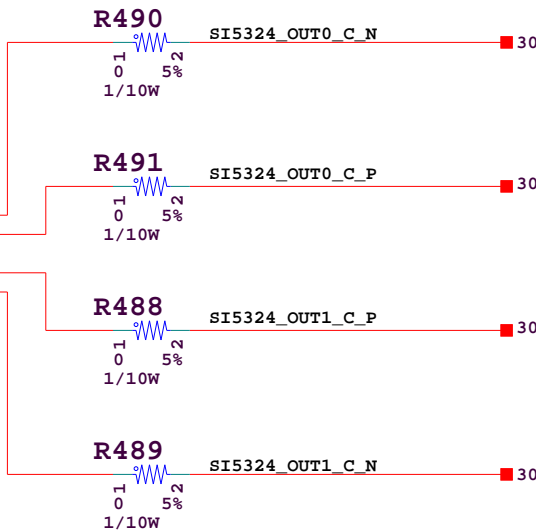 R490
SI5324_OUT0_C_N
30
1 2
0 5%
1/10W
R491
SI5324_OUT0_C_P
30
1 2
0 5%
1/10W
R488
SI5324_OUT1_C_P
30
1 2
0 5%
1/10W
R489
SI5324_OUT1_C_N
30
1 2
0 5%
1/10W